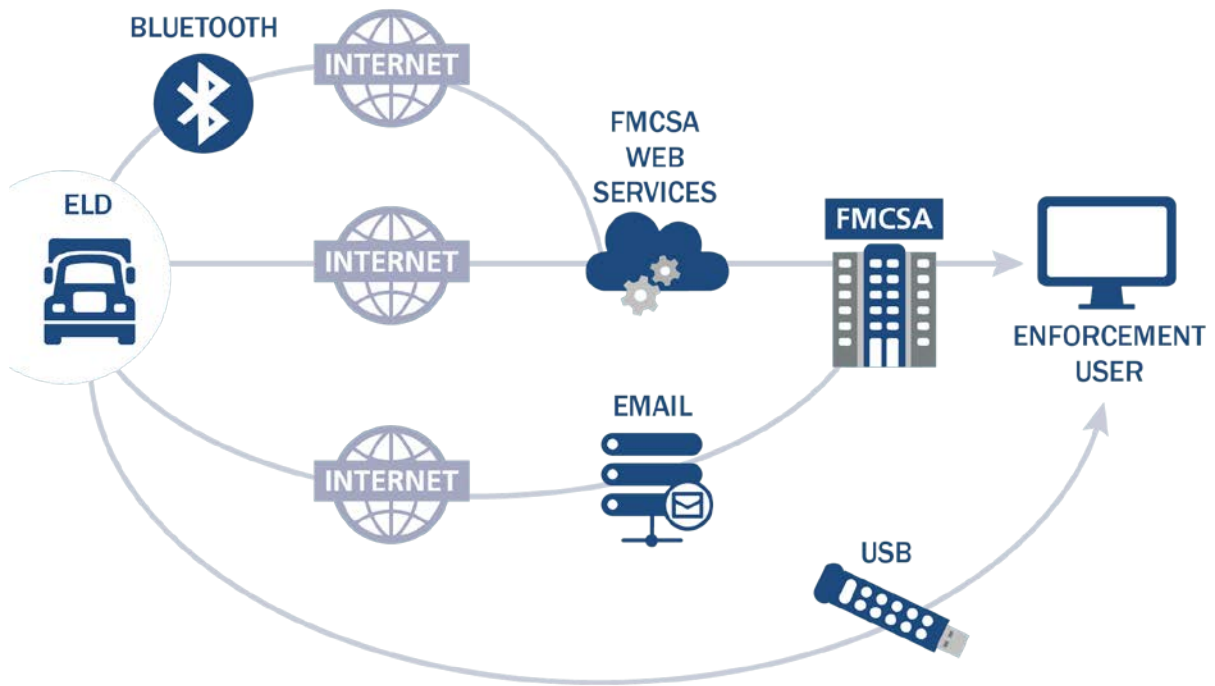 BLUETOOTH
INTERNET
FMCSA
WEB
SERVICES
ELD
INTERNET
FMCSA
ENFORCEMENT
USER
EMAIL
INTERNET
USB